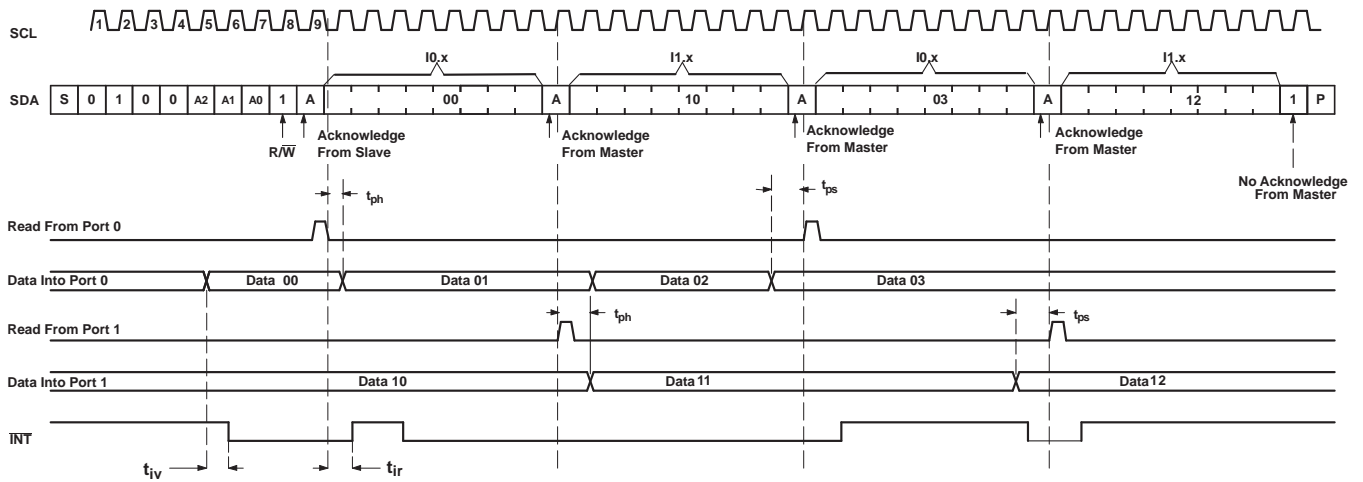 SCL 1 2 3 4 5 6 7 8 9
I0.x I1.x I0.x I1.x
SDA S 0 1 0 0 A2 A1 A0 1 A 00 A 10 A 03 A 12 1 P
R/W
Acknowledge
From Slave
Acknowledge
From Master
Acknowledge
From Master
Acknowledge
From Master
No Acknowledge
From Master
tph
tps
Read From Port 0
Data Into Port 0 Data 00 Data 01 Data 02 Data 03
tph
tps
Read From Port 1
Data Into Port 1 Data 10 Data 11 Data 12
INT
tiv
tir